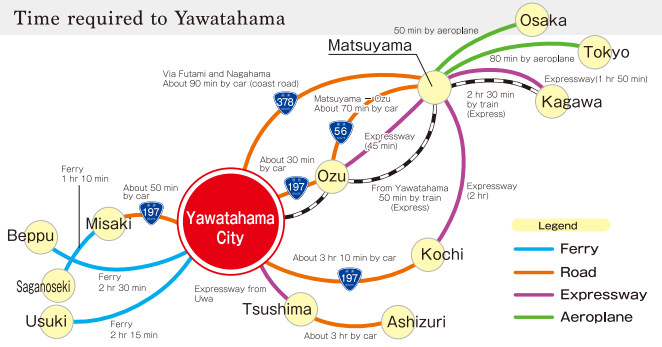 Time required to Yawatahama
Osaka
50 min by aeroplane
Matsuyama
Tokyo
80 min by aeroplane
Via Futami and Nagahama
About 90 min by car (coast road)
Expressway(1 hr 50 min)
378
Matsuyama ―Ozu
About 70 min by car
2 hr 30 min
by train
(Express)
Kagawa
56
Expressway
(45 min)
About 30 min
by car
Ferry
1 hr 10 min
Ozu
197
About 50 min
by car
From Yawatahama
50 min by train
(Express)
Expressway
(2 hr)
197
Misaki
Yawatahama
City
Legend
Beppu
Ferry
Kochi
About 3 hr 10 min by car
Road
197
Saganoseki
Ferry
2 hr 30 min
Expressway from
Uwa
Expressway
Tsushima
Aeroplane
Usuki
Ashizuri
Ferry
2 hr 15 min
About 3 hr by car